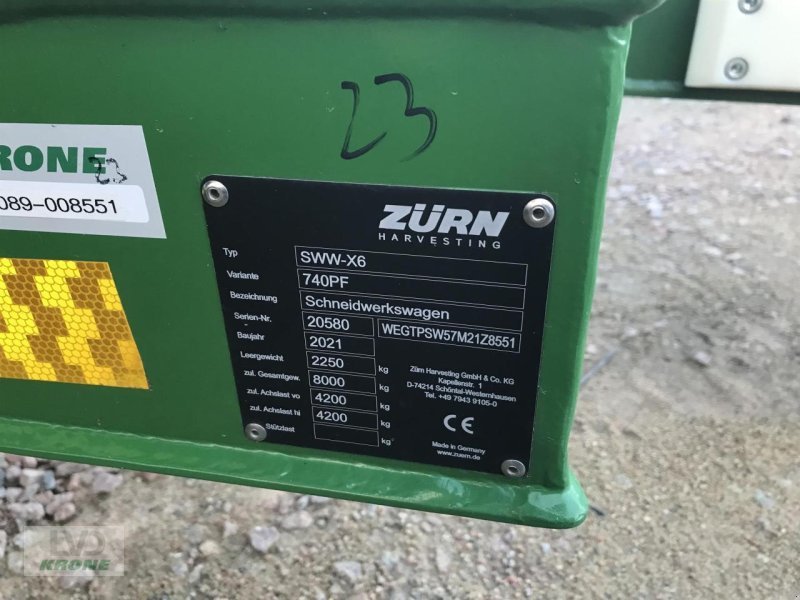 23
RONE
23
089-008551
ZÜRN
HARVESTING
Typ SWW-X6
Variante 740PF
Bezeichnung Schneidwerkswagen
Serien-Nr. 20580 WEGTPSW57M21Z8551
Baujahr 2021
Leergewicht 2250 kg
zul. Gesamtgew. 8000 kg
zul. Achslast vo 4200 kg
zul. Achslast hi 4200 kg
Stützlast kg
Zürn Harvesting GmbH & Co. KG
Kapellenstr. 1
D-74214 Schöntal-Westernhausen
Tel. +49 7943 9105-0
CE
Made in Germany
www.zuern.de
LVD
KRONE